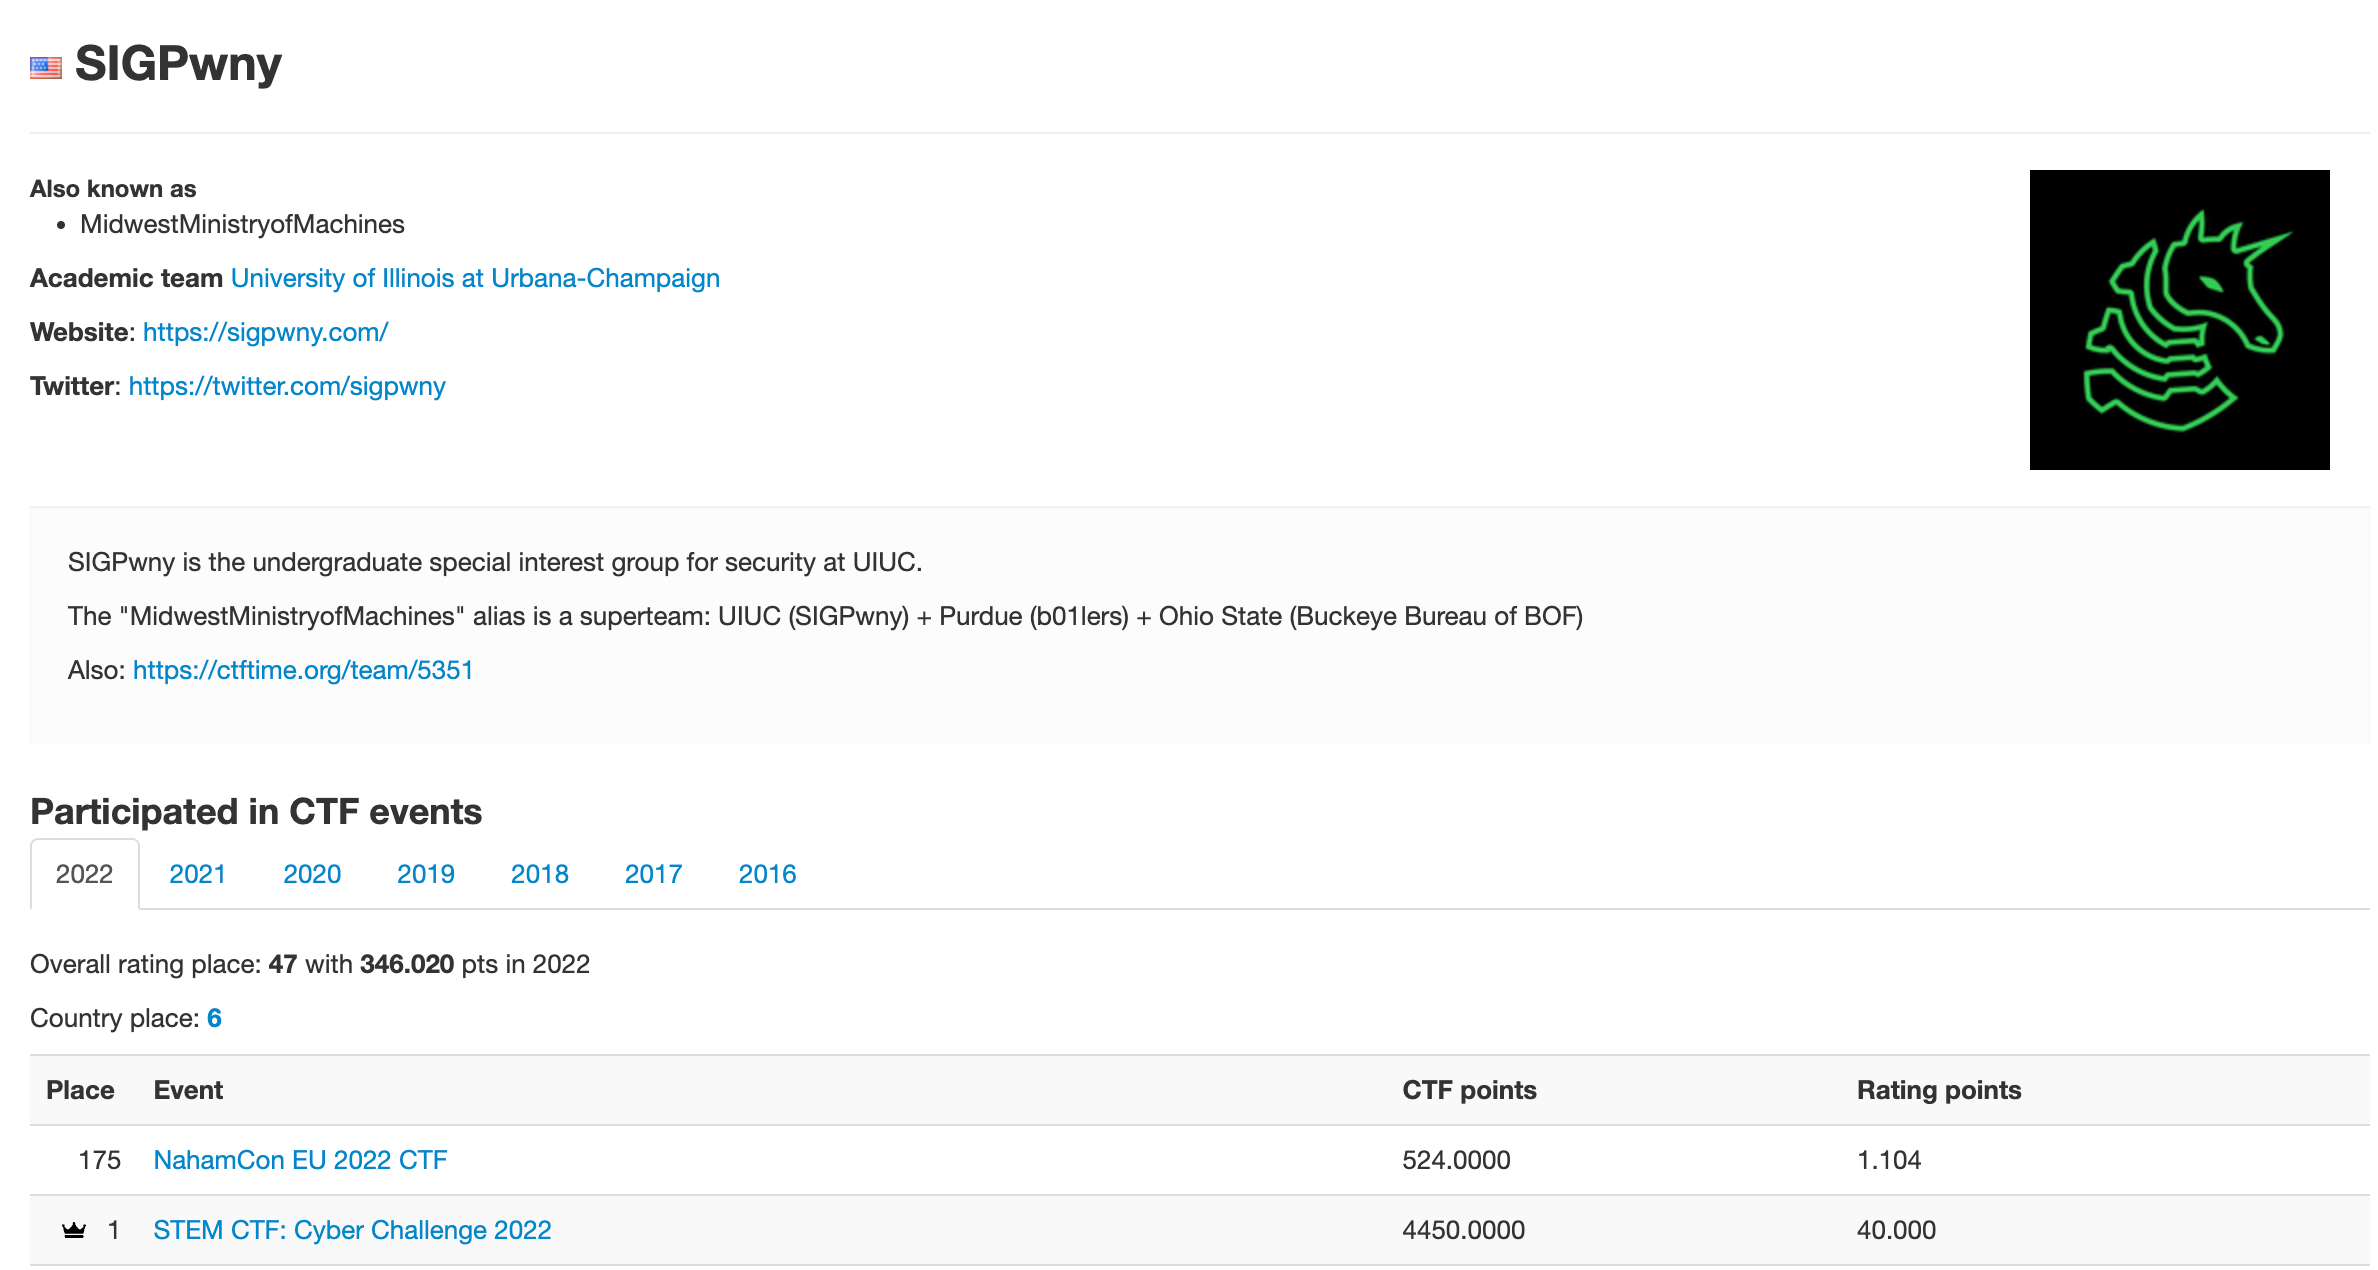 SIGPwny
Also known as
• MidwestMinistryofMachines
Academic team University of Illinois at Urbana-Champaign
Website: https://sigpwny.com/
Twitter: https://twitter.com/sigpwny
SIGPwny is the undergraduate special interest group for security at UIUC.
The "MidwestMinistryofMachines" alias is a superteam: UIUC (SIGPwny) + Purdue (b01lers) + Ohio State (Buckeye Bureau of BOF)
Also: https://ctftime.org/team/5351
Participated in CTF events
2022 2021 2020 2019 2018 2017 2016
Overall rating place: 47 with 346.020 pts in 2022
Country place: 6
Place Event CTF points Rating points
175 NahamCon EU 2022 CTF 524.0000 1.104
1 STEM CTF: Cyber Challenge 2022 4450.0000 40.000